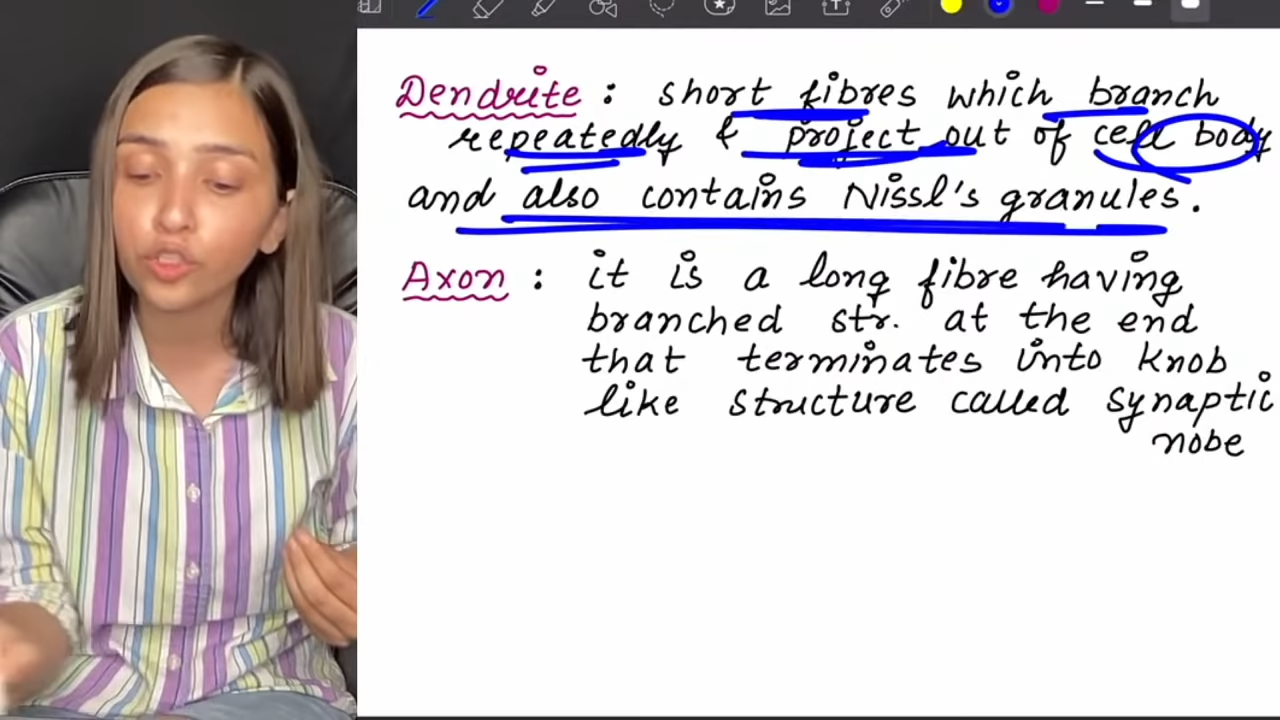 Dendrite : short fibres which branch
repeatedly & project out of cell body
and also contains Nissl's granules.
Axon : it is a long fibre having
branched str. at the end
that terminates into knob
like structure called synaptic
nobe